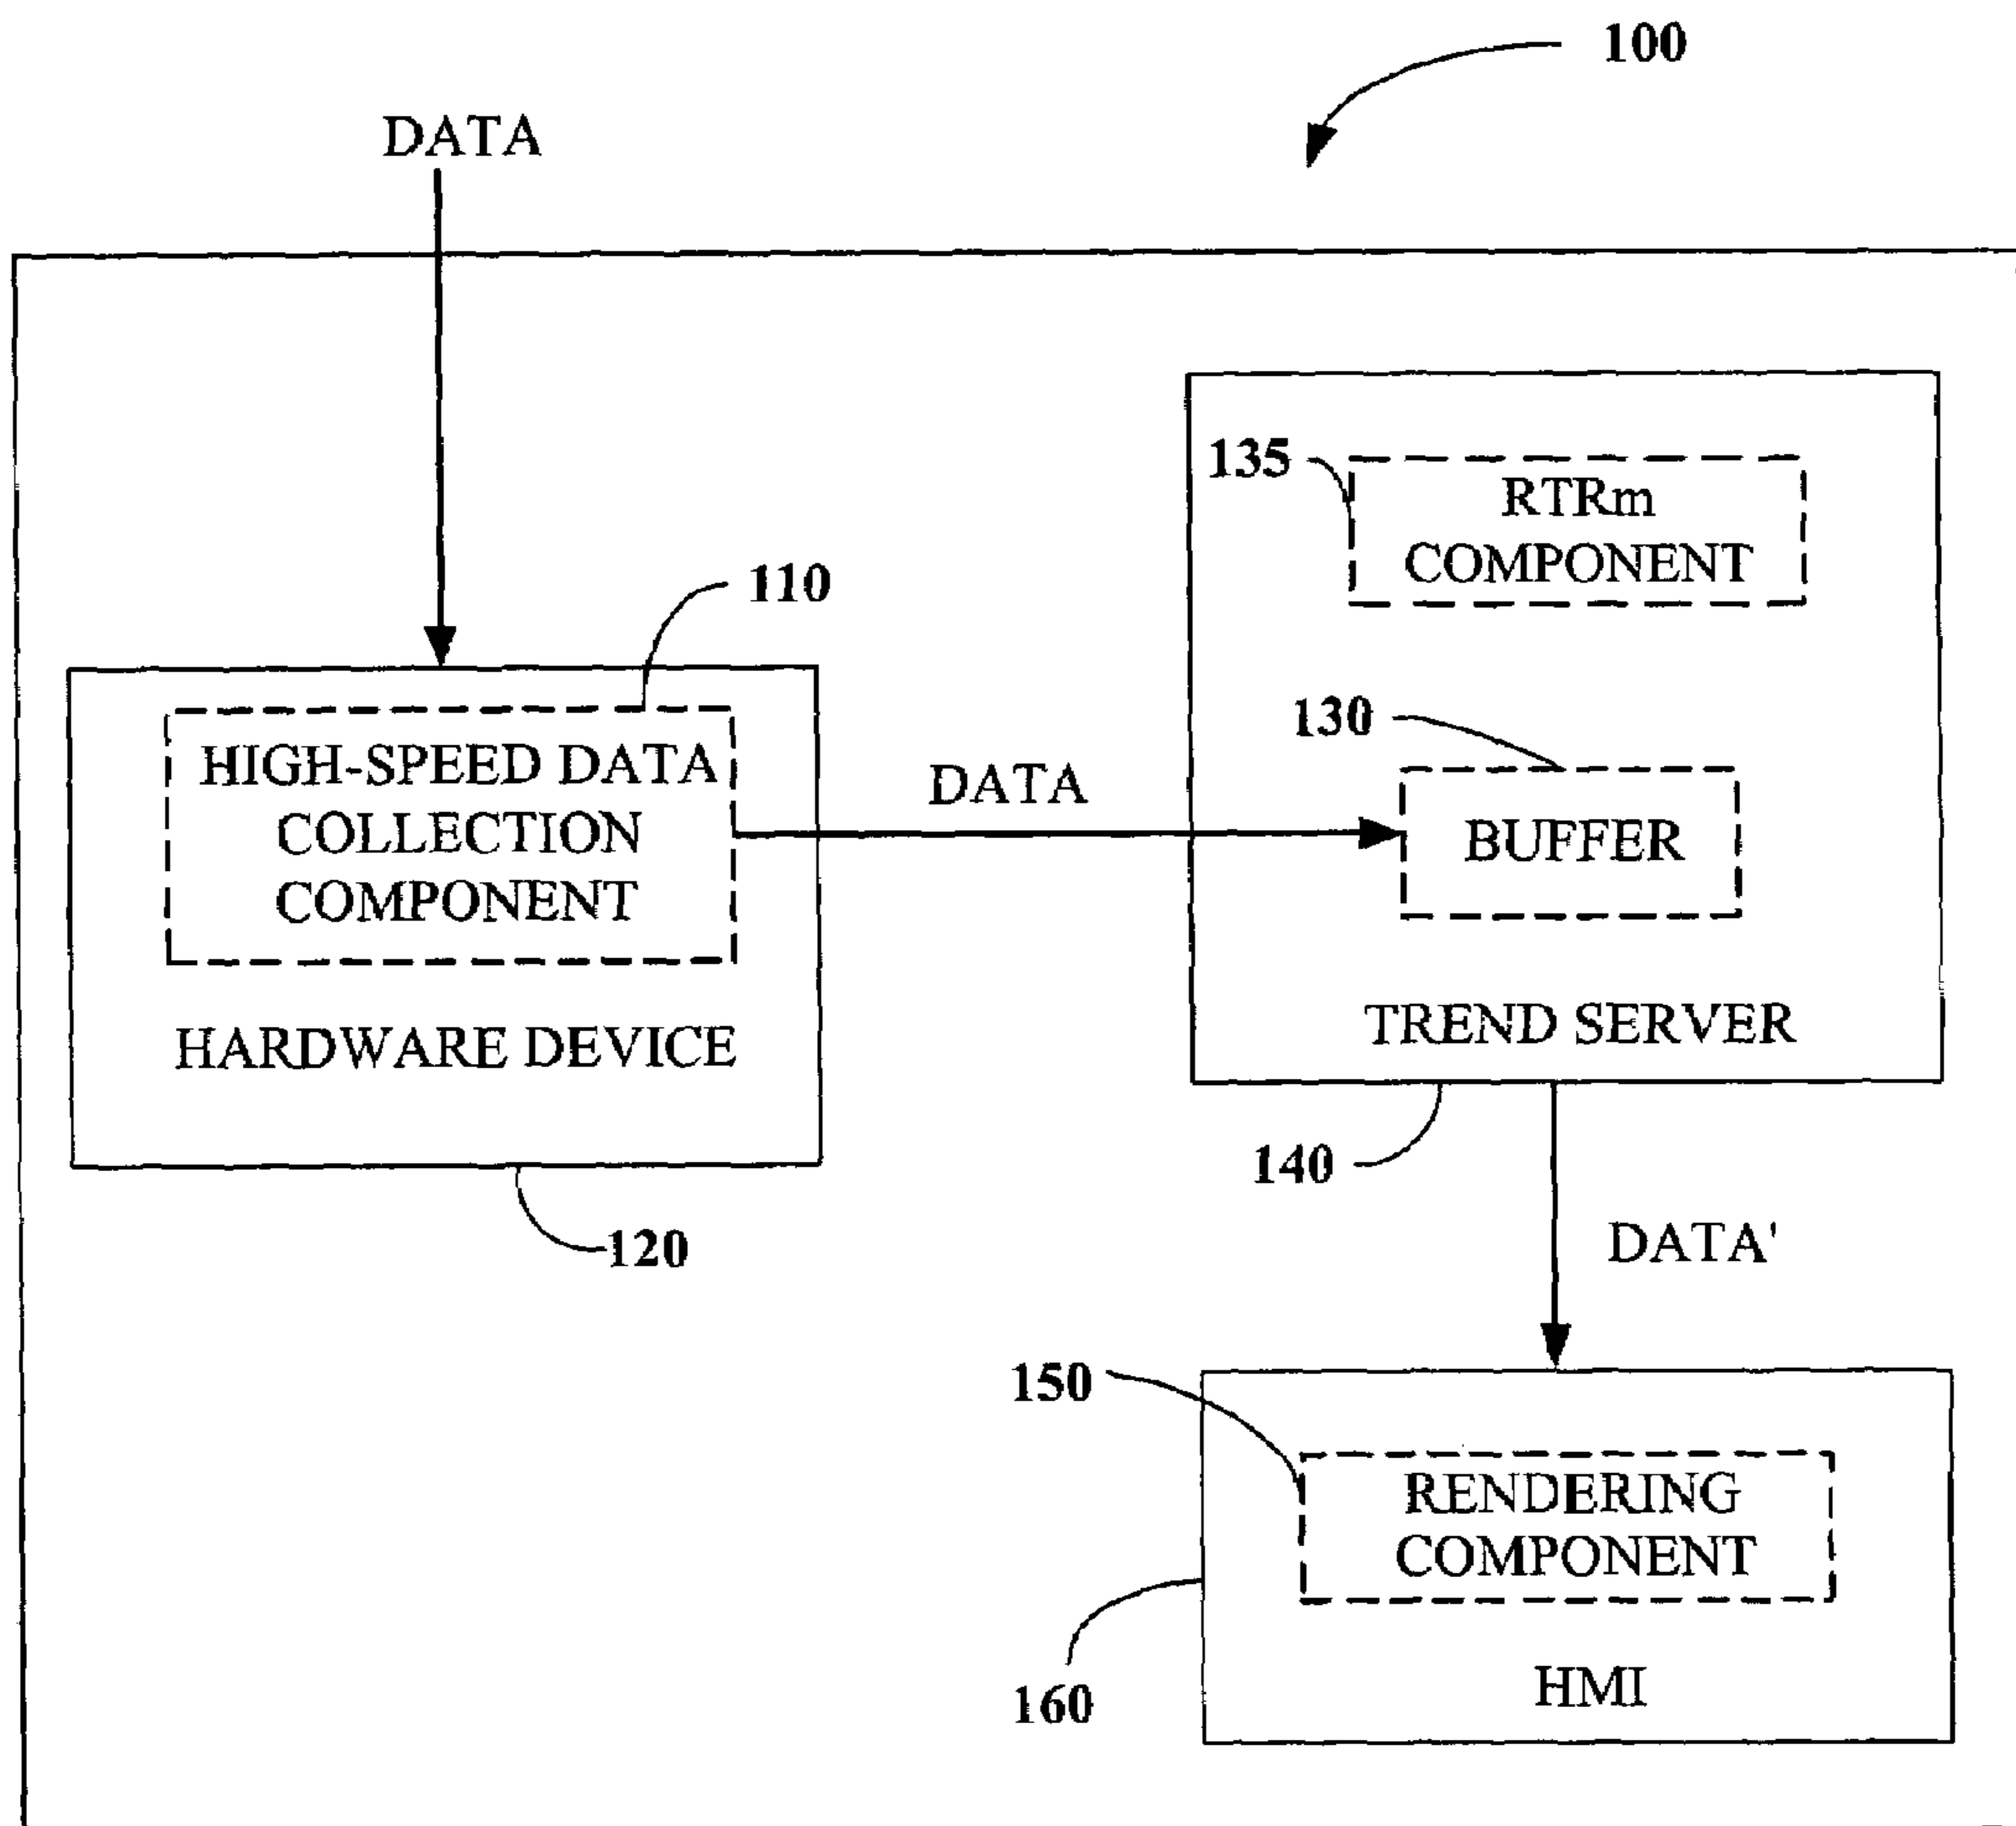 100
DATA
135
RTRm
COMPONENT
110
HIGH-SPEED DATA
COLLECTION
COMPONENT
HARDWARE DEVICE
120
DATA
130
BUFFER
TREND SERVER
140
DATA'
150
RENDERING
COMPONENT
HMI
160